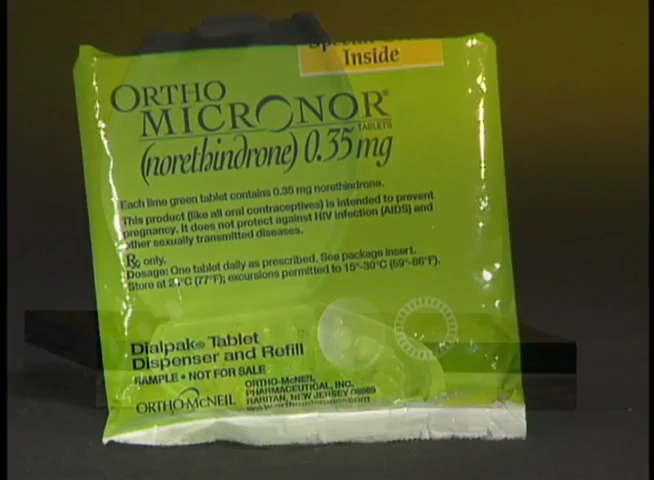 Inside
ORTHO
MICRONOR®
TABLETS
(norethindrone) 0.35 mg
Each lime green tablet contains 0.35 mg norethindrone.
This product (like all oral contraceptives) is intended to prevent
pregnancy. It does not protect against HIV infection (AIDS) and
other sexually transmitted diseases.
Rx only.
Dosage: One tablet daily as prescribed. See package insert.
Store at 25°C (77°F); excursions permitted to 15°-30°C (59°-86°F).
Dialpak® Tablet
Dispenser and Refill
SAMPLE • NOT FOR SALE
ORTHO-McNEIL
ORTHO-McNEIL
PHARMACEUTICAL, INC.
RARITAN, NEW JERSEY